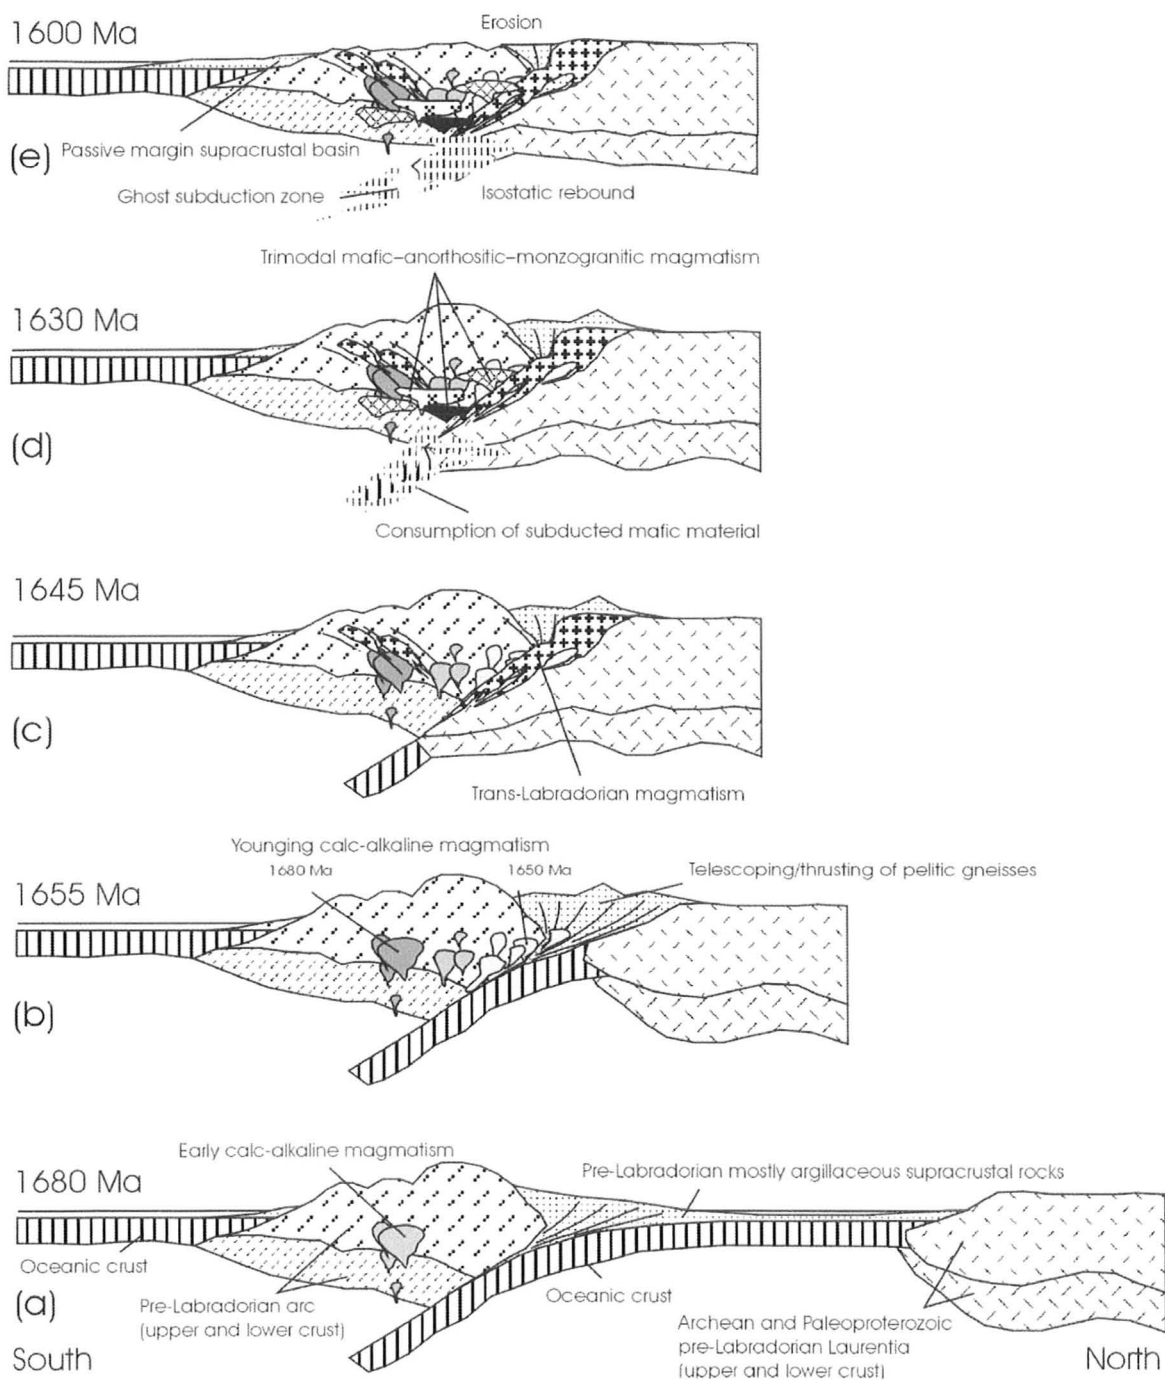 1600 Ma
Erosion
(e)
Passive margin supracrustal basin
Ghost subduction zone
Isostatic rebound
Trimodal mafic–anorthositic–monzogranitic magmatism
1630 Ma
(d)
Consumption of subducted mafic material
1645 Ma
(c)
Trans-Labradorian magmatism
Younging calc-alkaline magmatism
1680 Ma
1650 Ma
Telescoping/thrusting of pelitic gneisses
1655 Ma
(b)
Early calc-alkaline magmatism
Pre-Labradorian mostly argillaceous supracrustal rocks
1680 Ma
Oceanic crust
(a)
Pre-Labradorian arc
(upper and lower crust)
Oceanic crust
Archean and Paleoproterozoic
pre-Labradorian Laurentia
(upper and lower crust)
South
North